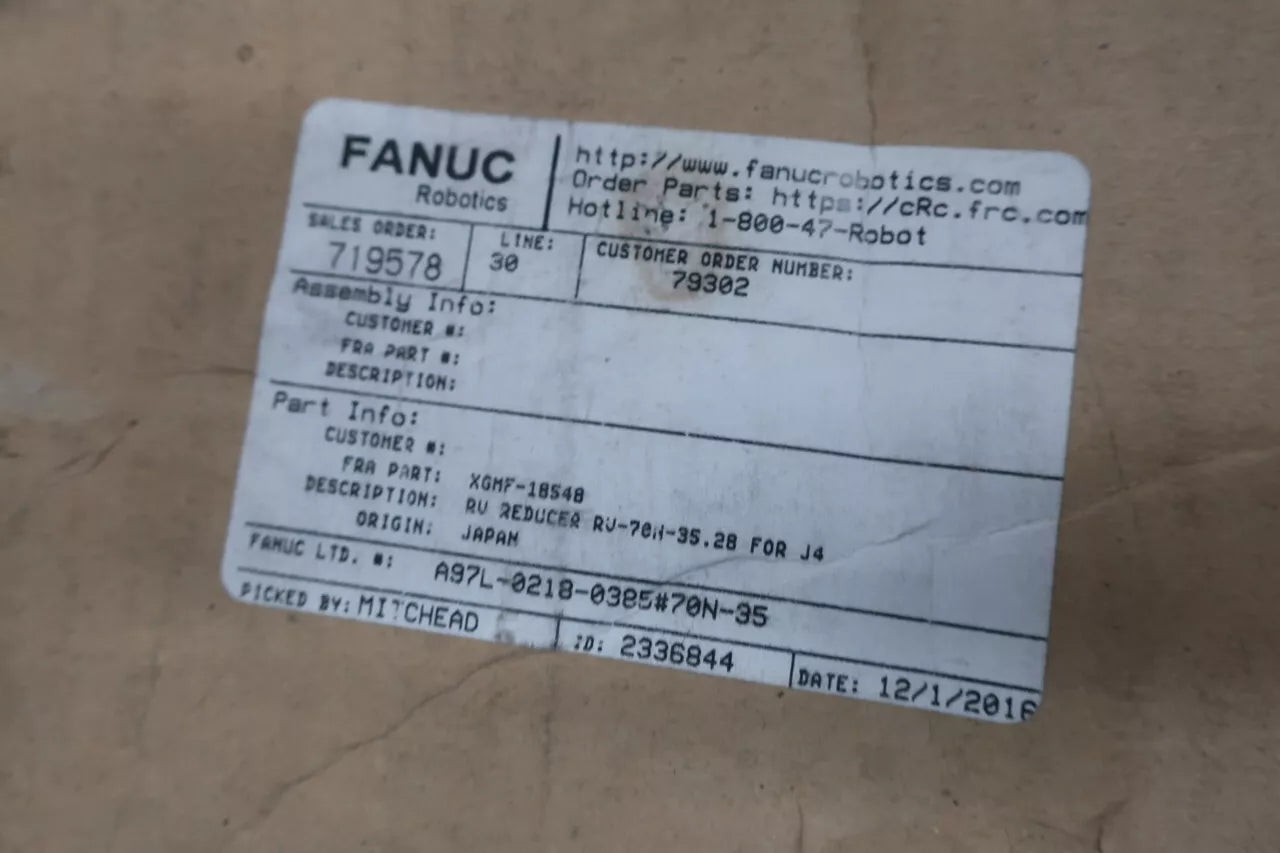 FANUC
Robotics
http://www.fanucrobotics.com
Order Parts: https://cRc.frc.com
Hotline: 1-800-47-Robot
SALES ORDER: 719578
LINE: 30
CUSTOMER ORDER NUMBER: 79302
Assembly Info:
CUSTOMER #:
FRA PART #:
DESCRIPTION:
Part Info:
CUSTOMER #:
FRA PART: XGMF-18548
DESCRIPTION: RV REDUCER RV-70N-35.28 FOR J4
ORIGIN: JAPAN
FANUC LTD. #: A97L-0218-0385#70N-35
PICKED BY: MITCHEAD
ID: 2336844
DATE: 12/1/2016